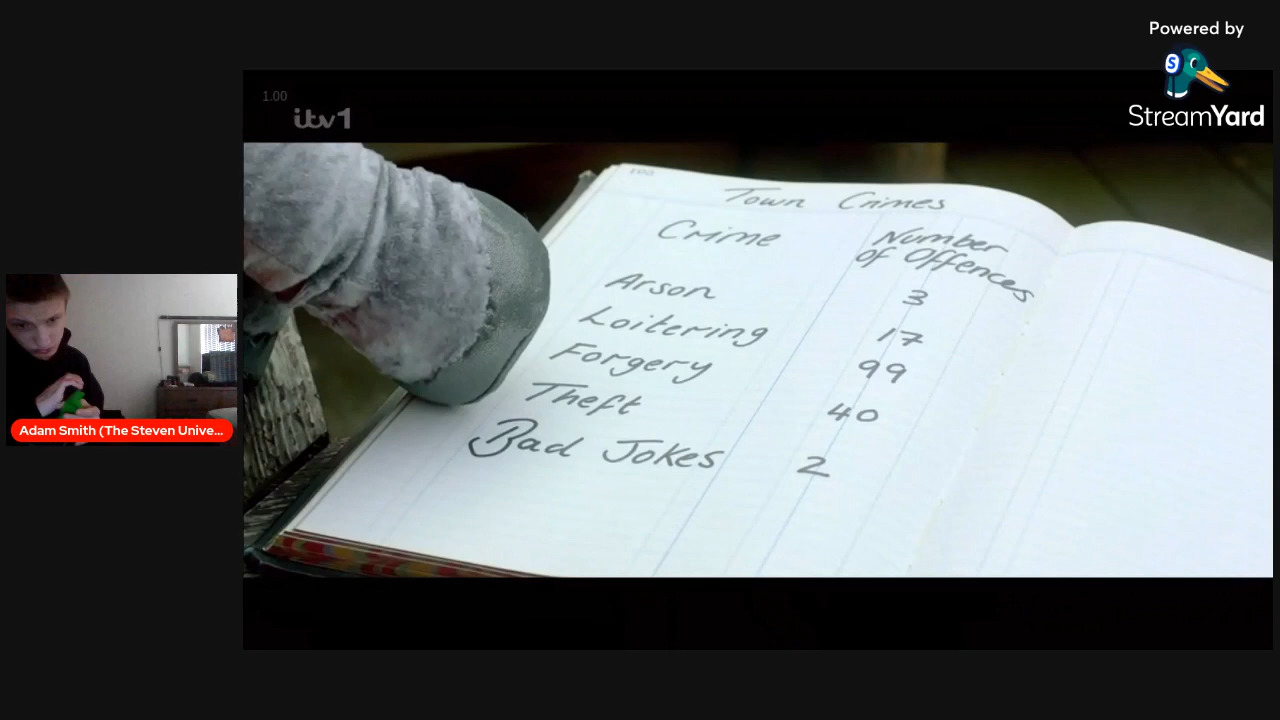 Powered by
StreamYard
1.00
itv1
100
Town Crimes
Crime Number of Offences
Arson 3
Loitering 17
Forgery 99
Theft 40
Bad Jokes 2
Adam Smith (The Steven Unive...